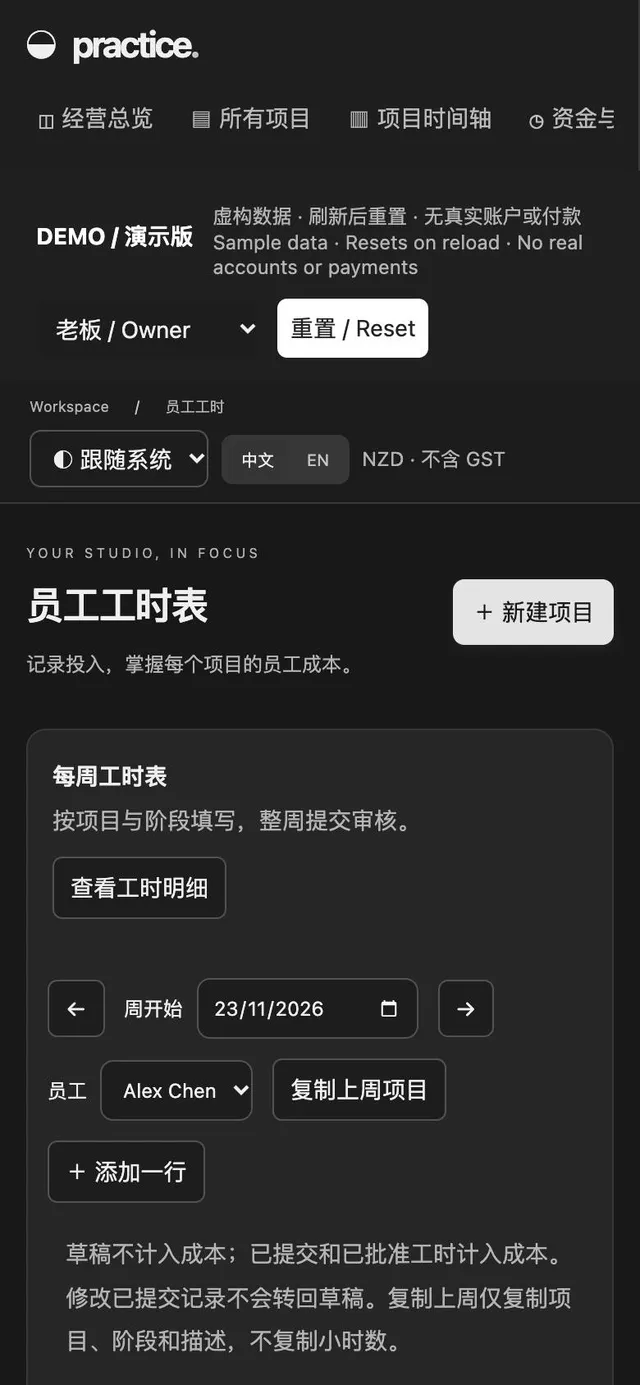 practice.
经营总览 所有项目 项目时间轴 资金与
DEMO / 演示版
虚构数据 · 刷新后重置 · 无真实账户或付款
Sample data · Resets on reload · No real
accounts or payments
老板 / Owner 重置 / Reset
Workspace / 员工工时
跟随系统 中文 EN NZD · 不含 GST
YOUR STUDIO, IN FOCUS
员工工时表
+ 新建项目
记录投入，掌握每个项目的员工成本。
每周工时表
按项目与阶段填写，整周提交审核。
查看工时明细
← 周开始 23/11/2026 →
员工 Alex Chen 复制上周项目
+ 添加一行
草稿不计入成本；已提交和已批准工时计入成本。
修改已提交记录不会转回草稿。复制上周仅复制项
目、阶段和描述，不复制小时数。